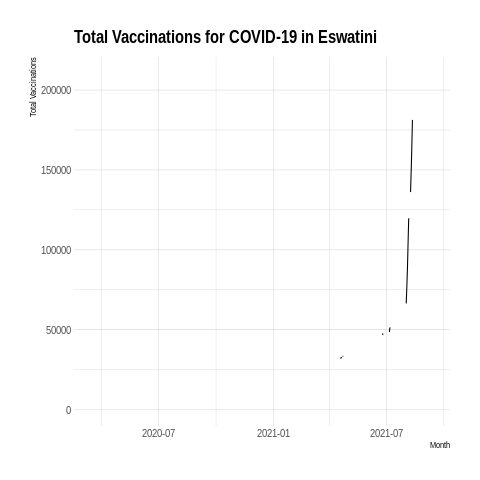 Total Vaccinations for COVID-19 in Eswatini
Total Vaccinations
200000
150000
100000
50000
0
2020-07
2021-01
2021-07
Month